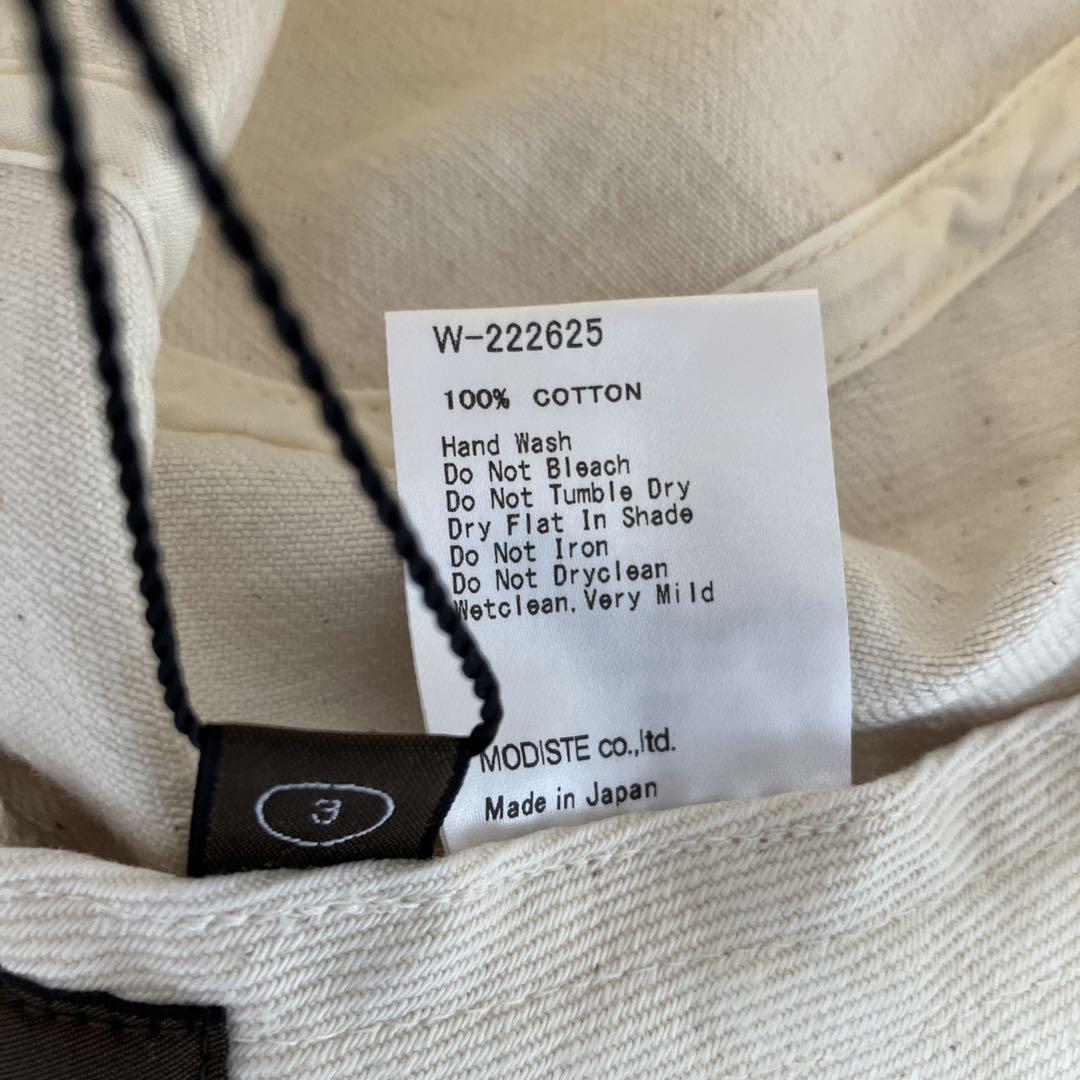 W-222625
100% COTTON
Hand Wash
Do Not Bleach
Do Not Tumble Dry
Dry Flat In Shade
Do Not Iron
Do Not Dryclean
Wetclean,Very Mild
MODISTE co.,ltd.
Made in Japan
3